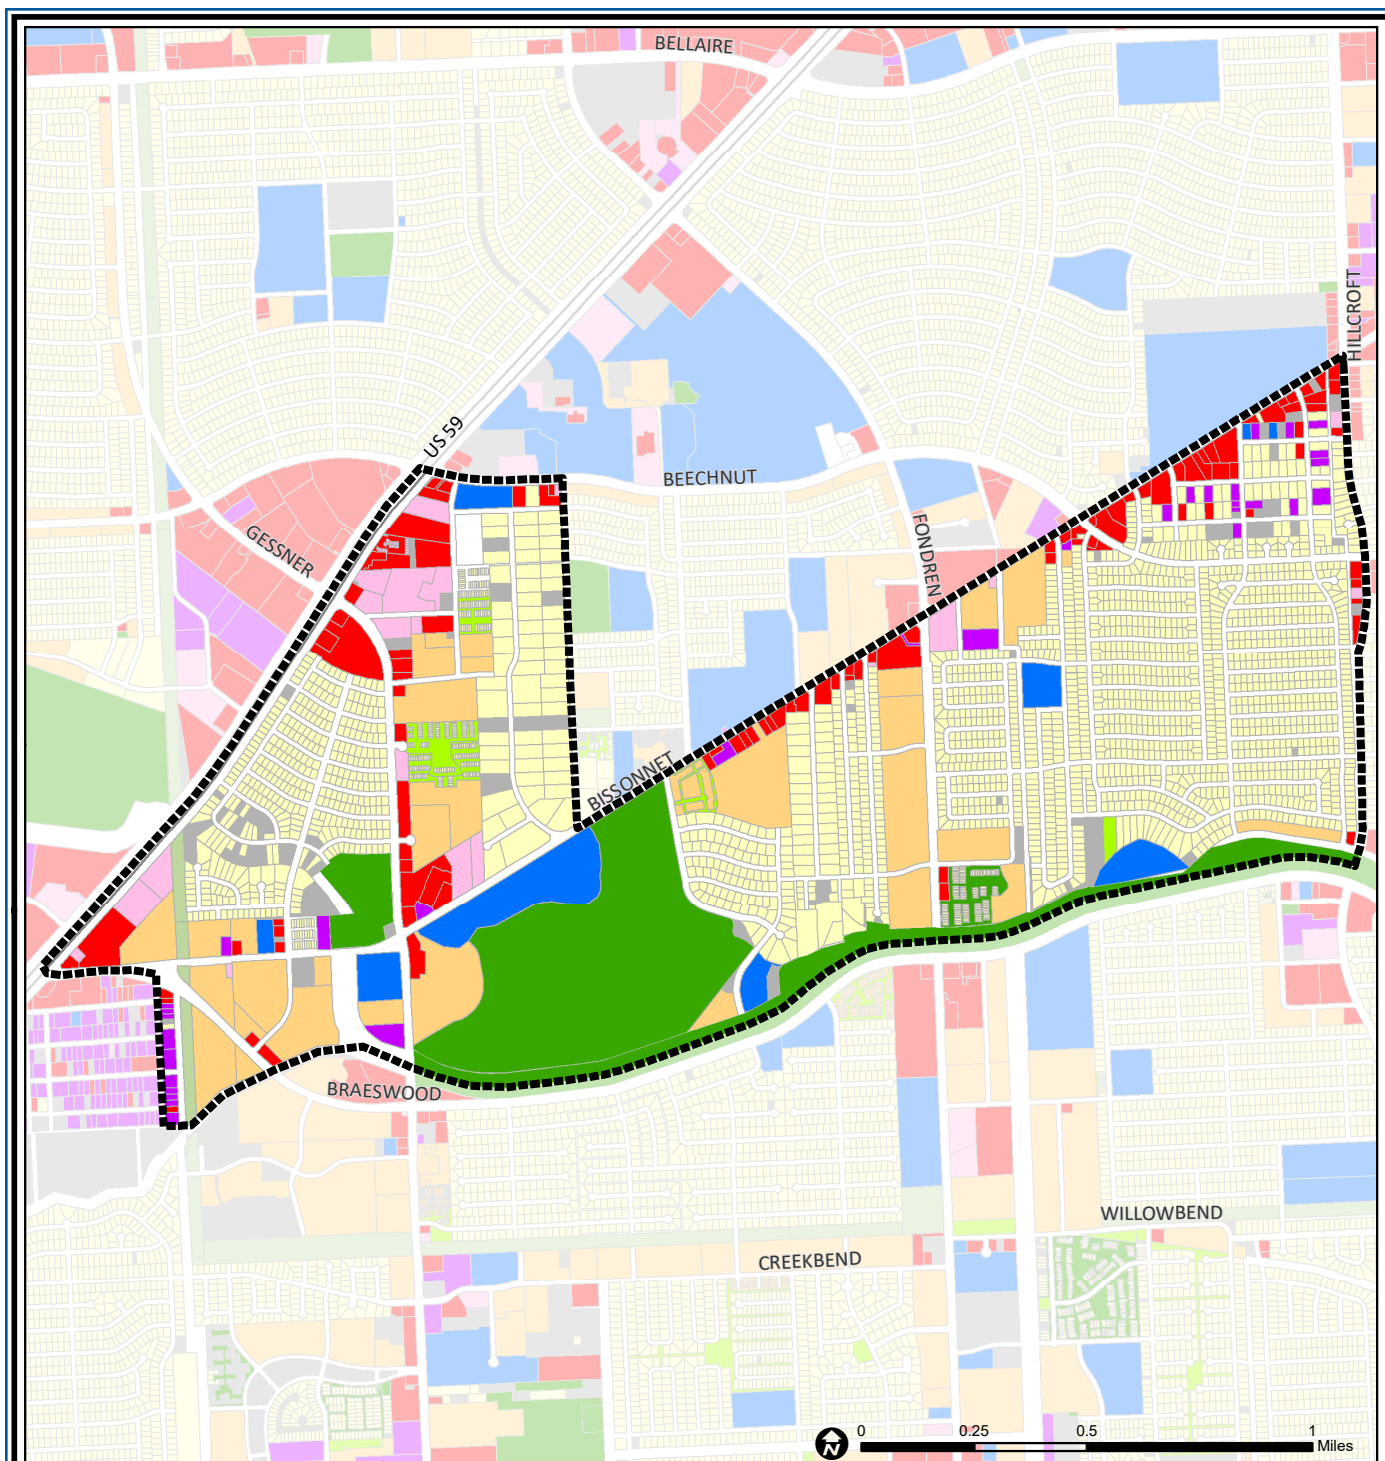 BELLAIRE
HILLCROFT
US 59
BEECHNUT
GESSNER
FONDREN
BISSONNET
BRAESWOOD
WILLOWBEND
CREEKBEND
N
0 0.25 0.5 1
Miles